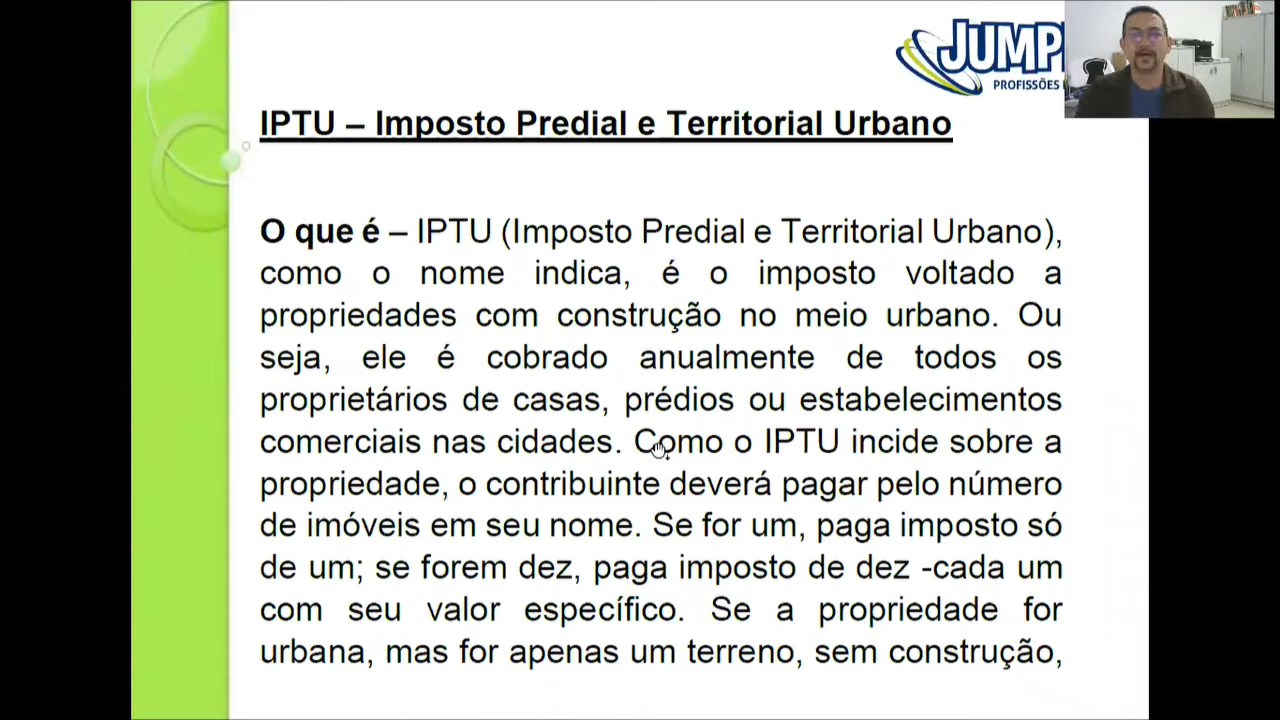 JUMP
PROFISSÕES
IPTU – Imposto Predial e Territorial Urbano
O que é – IPTU (Imposto Predial e Territorial Urbano),
como o nome indica, é o imposto voltado a
propriedades com construção no meio urbano. Ou
seja, ele é cobrado anualmente de todos os
proprietários de casas, prédios ou estabelecimentos
comerciais nas cidades. Como o IPTU incide sobre a
propriedade, o contribuinte deverá pagar pelo número
de imóveis em seu nome. Se for um, paga imposto só
de um; se forem dez, paga imposto de dez -cada um
com seu valor específico. Se a propriedade for
urbana, mas for apenas um terreno, sem construção,